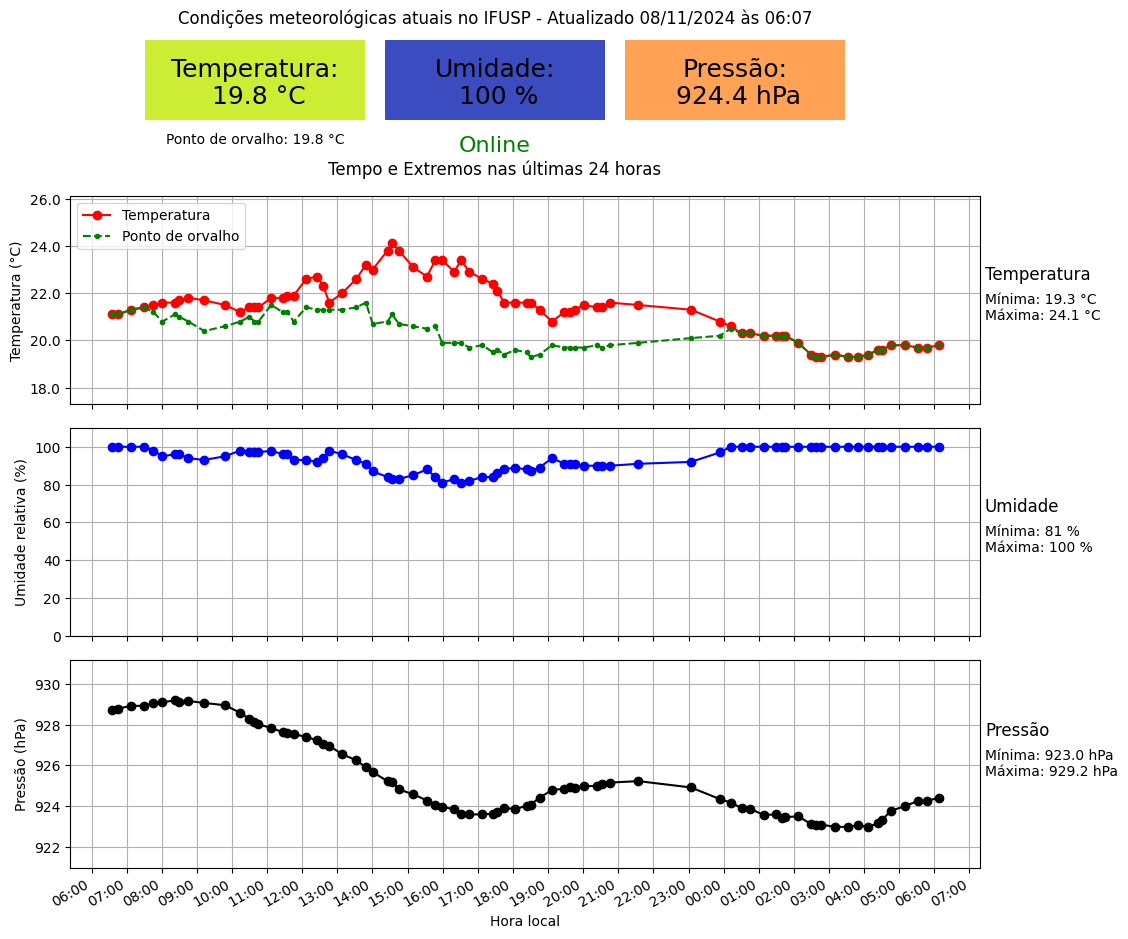 Condições meteorológicas atuais no IFUSP - Atualizado 08/11/2024 às 06:07
Temperatura:
19.8 °C
Umidade:
100 %
Pressão:
924.4 hPa
Ponto de orvalho: 19.8 °C
Online
Tempo e Extremos nas últimas 24 horas
Temperatura (°C)
26.0
24.0
22.0
20.0
18.0
Temperatura
Ponto de orvalho
Temperatura
Mínima: 19.3 °C
Máxima: 24.1 °C
Umidade relativa (%)
100
80
60
40
20
0
Umidade
Mínima: 81 %
Máxima: 100 %
Pressão (hPa)
930
928
926
924
922
Pressão
Mínima: 923.0 hPa
Máxima: 929.2 hPa
06:00 07:00 08:00 09:00 10:00 11:00 12:00 13:00 14:00 15:00 16:00 17:00 18:00 19:00 20:00 21:00 22:00 23:00 00:00 01:00 02:00 03:00 04:00 05:00 06:00 07:00
Hora local